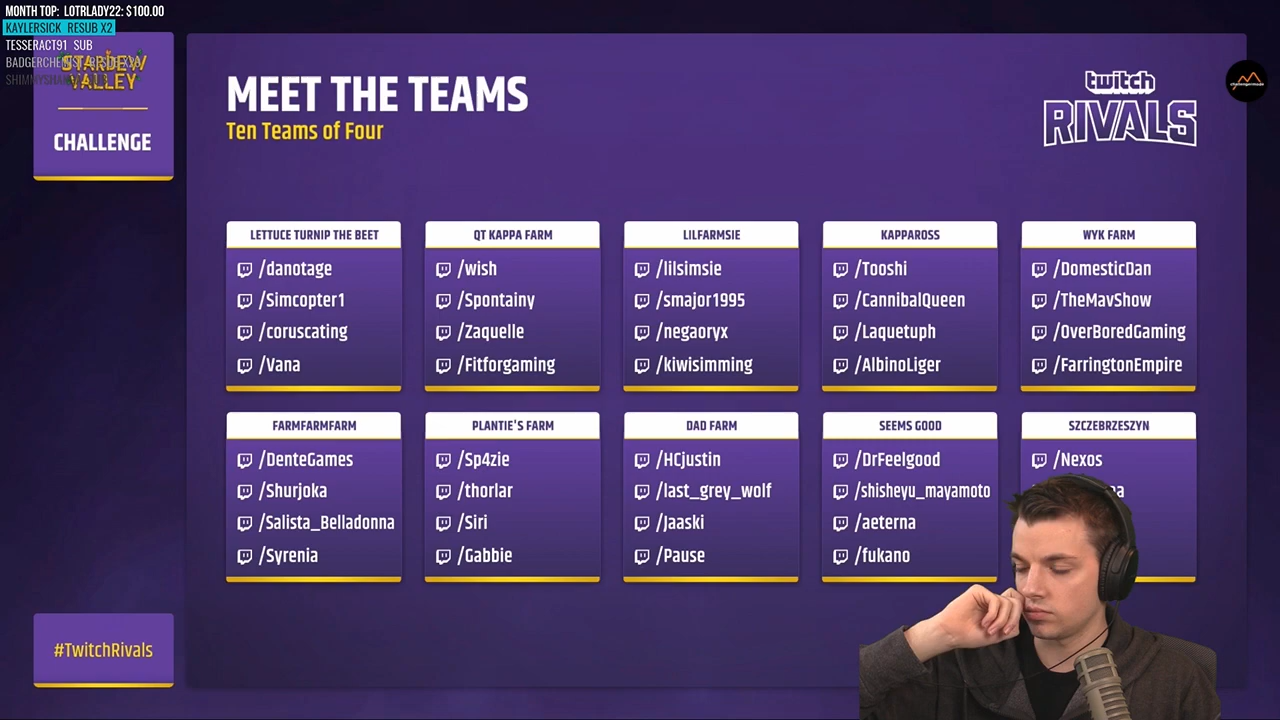 MONTH TOP: LOTRLADY22: $100.00
KAYLERSICK RESUB X2
TESSERACT91 SUB
STARDEW
VALLEY
CHALLENGE
MEET THE TEAMS
Ten Teams of Four
twitch
RIVALS
challengermode
LETTUCE TURNIP THE BEET
/danotage
/Simcopter1
/coruscating
/Vana
QT KAPPA FARM
/wish
/Spontainy
/Zaquelle
/Fitforgaming
LILFARMSIE
/lilsimsie
/smajor1995
/negaoryx
/kiwisimming
KAPPAROSS
/Tooshi
/CannibalQueen
/Laquetuph
/AlbinoLiger
WYK FARM
/DomesticDan
/TheMavShow
/OverBoredGaming
/FarringtonEmpire
FARMFARMFARM
/DenteGames
/Shurjoka
/Salista_Belladonna
/Syrenia
PLANTIE'S FARM
/Sp4zie
/thorlar
/Siri
/Gabbie
DAD FARM
/HCjustin
/last_grey_wolf
/Jaaski
/Pause
SEEMS GOOD
/DrFeelgood
/shisheyu_mayamoto
/aeterna
/fukano
SZCZEBRZESZYN
/Nexos
#TwitchRivals